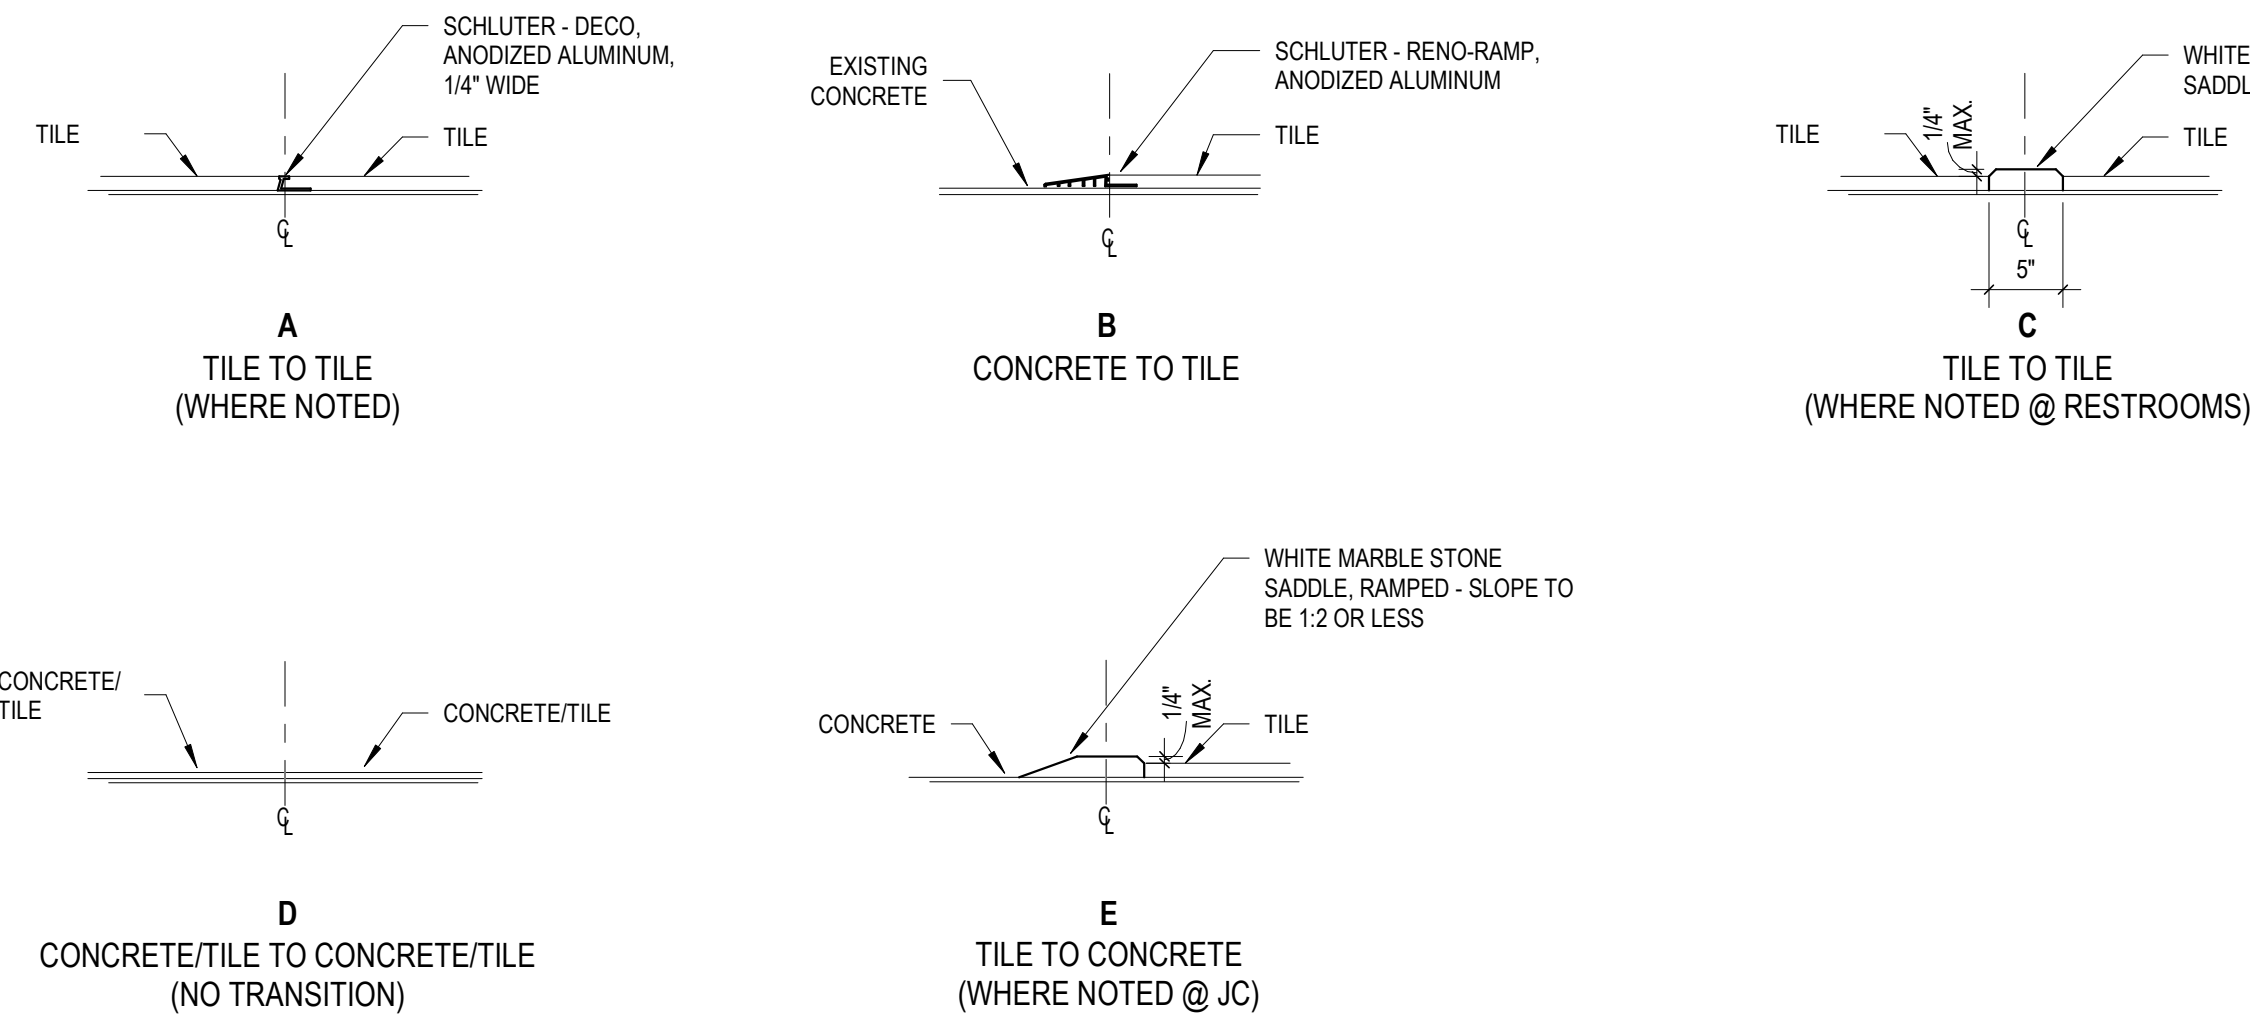 SCHLUTER - DECO,
ANODIZED ALUMINUM,
1/4" WIDE
TILE
TILE
℄
A
TILE TO TILE
(WHERE NOTED)
EXISTING
CONCRETE
SCHLUTER - RENO-RAMP,
ANODIZED ALUMINUM
TILE
℄
B
CONCRETE TO TILE
WHITE
TILE
1/4"
MAX.
TILE
℄
5"
C
TILE TO TILE
(WHERE NOTED @ RESTROOMS)
CONCRETE/
TILE
CONCRETE/TILE
℄
D
CONCRETE/TILE TO CONCRETE/TILE
(NO TRANSITION)
WHITE MARBLE STONE
SADDLE, RAMPED - SLOPE TO
BE 1:2 OR LESS
CONCRETE
1/4"
MAX.
TILE
℄
E
TILE TO CONCRETE
(WHERE NOTED @ JC)